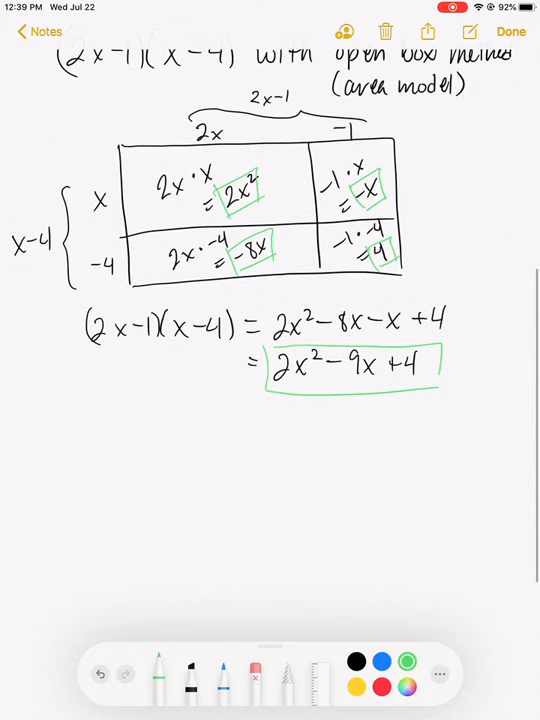 12:39 PM Wed Jul 22
92%
Notes
Done
(2x-1)(x-4) with open box method
(area model)
2x-1
2x -1
x 2x·x -1·x
= 2x² = -x
x-4
-4 2x·-4 -1·-4
= -8x = 4
(2x-1)(x-4) = 2x²-8x-x+4
= 2x²-9x+4